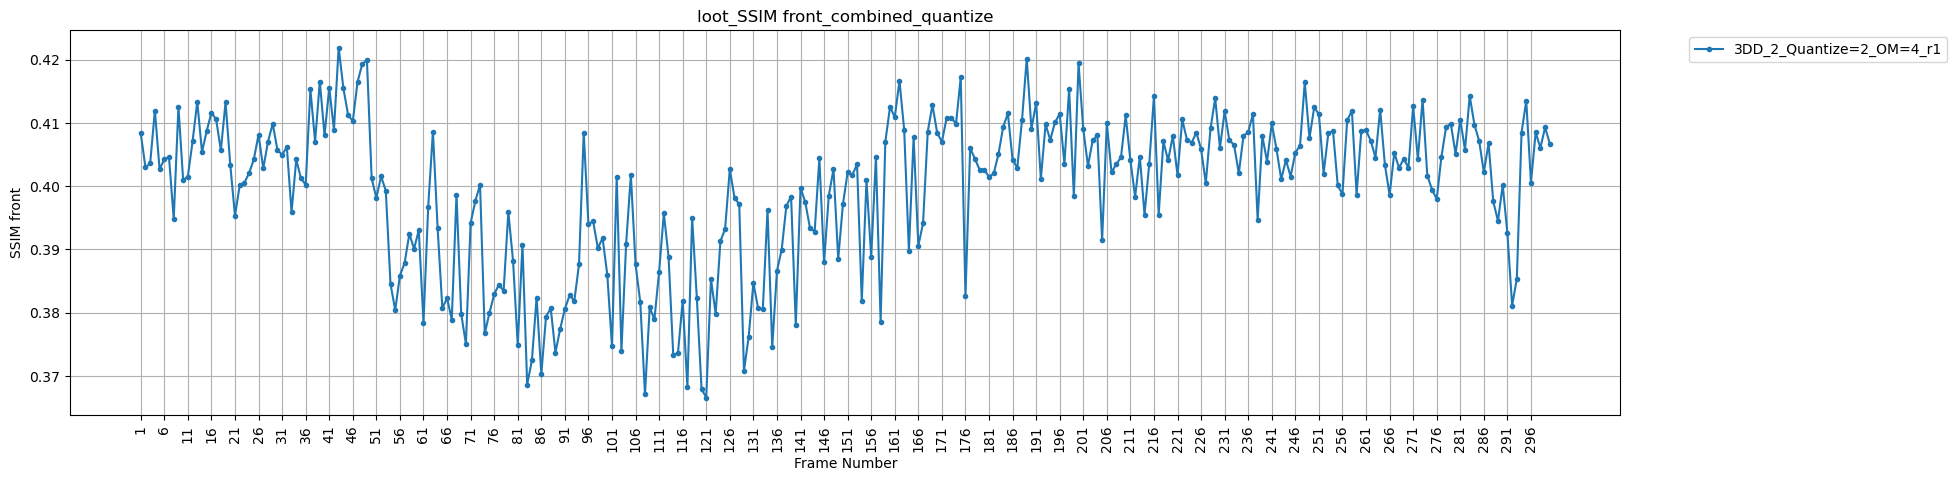 loot_SSIM front_combined_quantize
3DD_2_Quantize=2_OM=4_r1
SSIM front
0.42
0.41
0.40
0.39
0.38
0.37
1 6 11 16 21 26 31 36 41 46 51 56 61 66 71 76 81 86 91 96 101 106 111 116 121 126 131 136 141 146 151 156 161 166 171 176 181 186 191 196 201 206 211 216 221 226 231 236 241 246 251 256 261 266 271 276 281 286 291 296
Frame Number